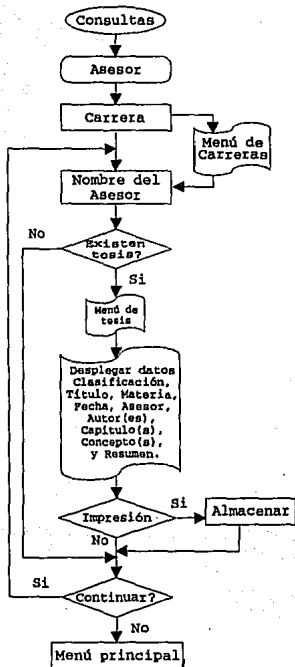 Consultas
Asesor
Carrera
Menú de
Carreras
Nombre del
Asesor
No
Existen
tosis?
Si
Menú de
tesis
Desplegar datos
Clasificación,
Título, Materia,
Fecha, Asesor,
Autor(es),
Capítulo(s),
Concepto(s),
y Resumen.
Impresión
Si
Almacenar
No
Si
Continuar?
No
Menú principal